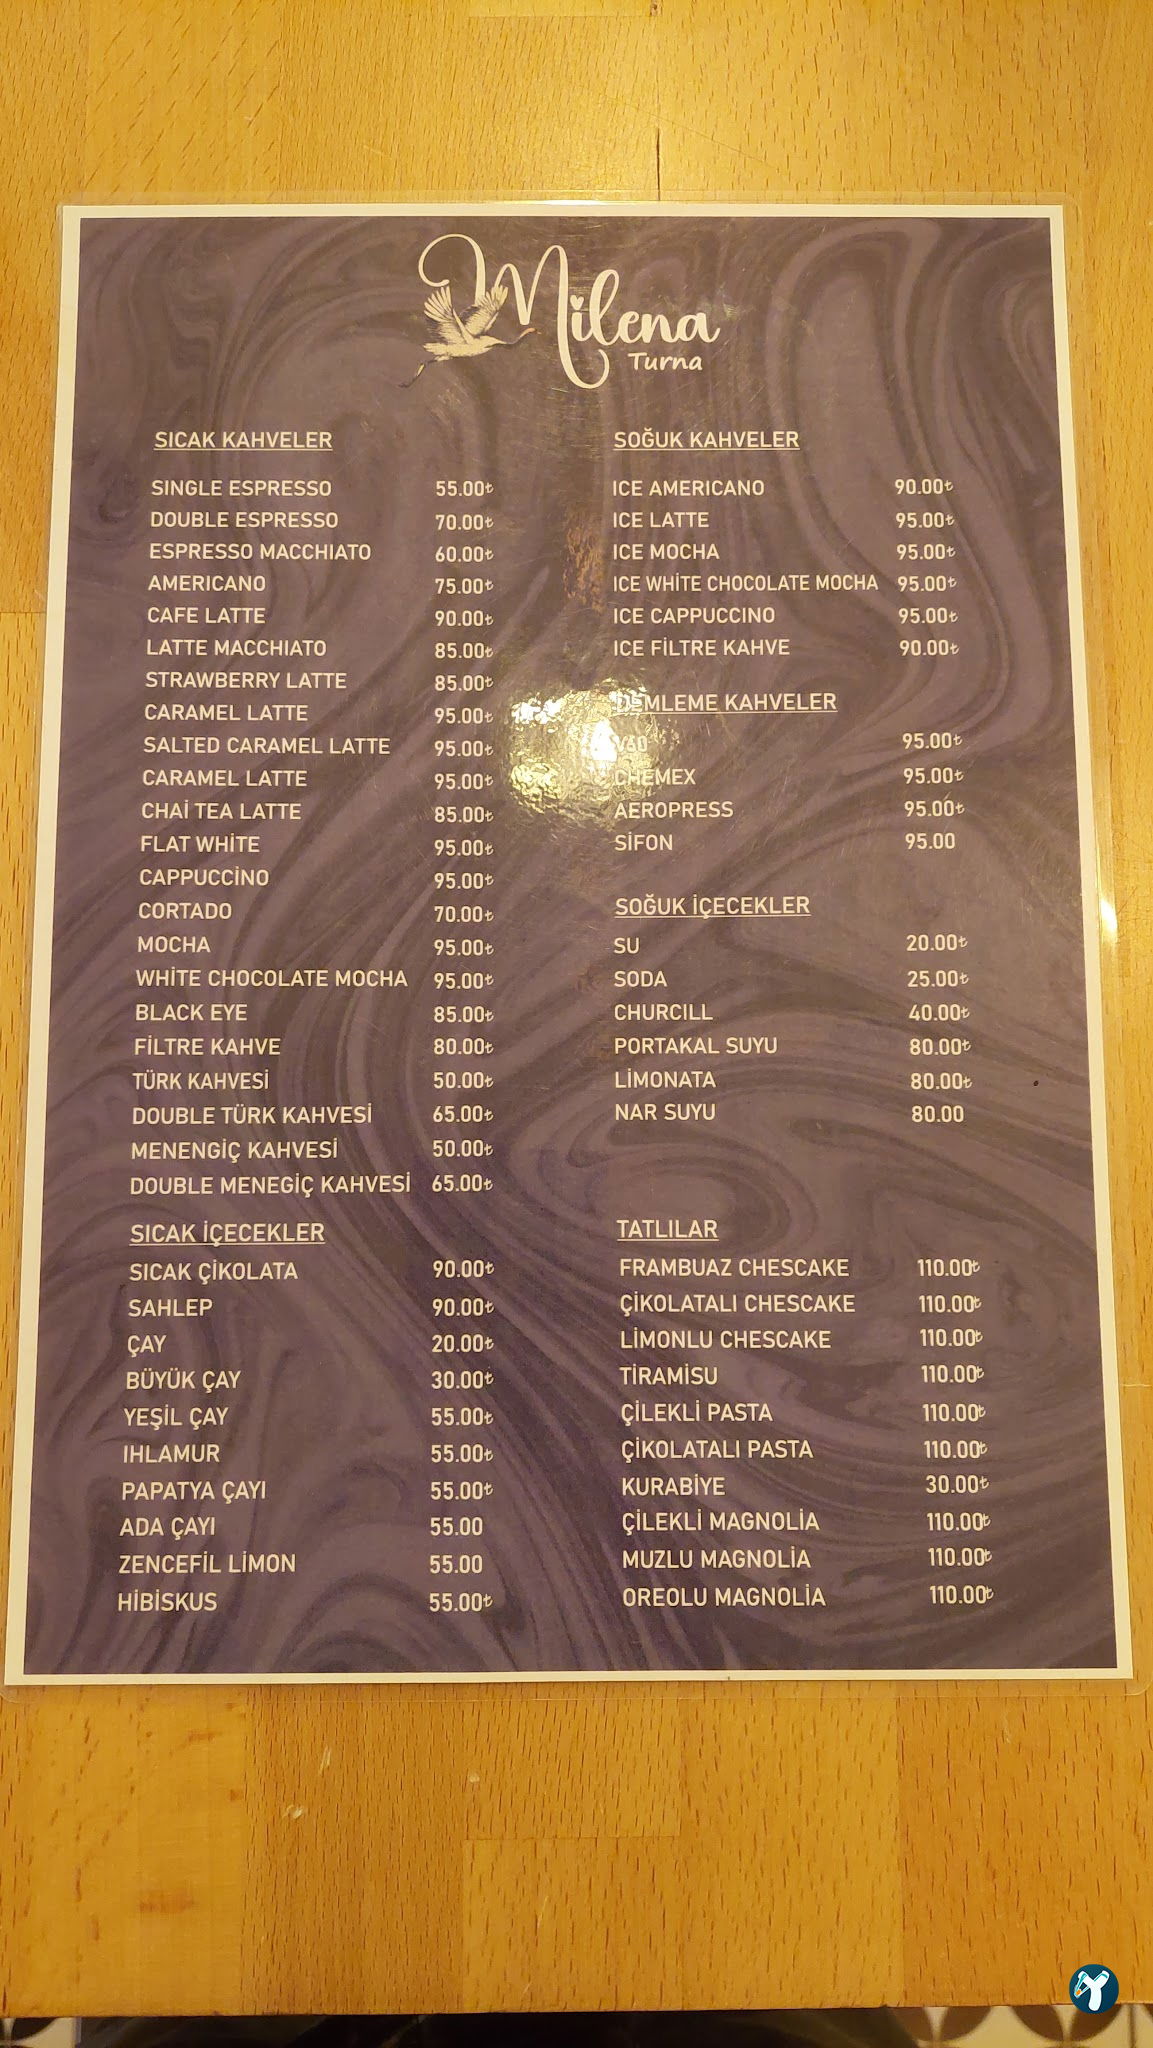 Milena
Turna
SICAK KAHVELER
SINGLE ESPRESSO 55.00₺
DOUBLE ESPRESSO 70.00₺
ESPRESSO MACCHIATO 60.00₺
AMERICANO 75.00₺
CAFE LATTE 90.00₺
LATTE MACCHIATO 85.00₺
STRAWBERRY LATTE 85.00₺
CARAMEL LATTE 95.00₺
SALTED CARAMEL LATTE 95.00₺
CARAMEL LATTE 95.00₺
CHAİ TEA LATTE 85.00₺
FLAT WHİTE 95.00₺
CAPPUCCİNO 95.00₺
CORTADO 70.00₺
MOCHA 95.00₺
WHİTE CHOCOLATE MOCHA 95.00₺
BLACK EYE 85.00₺
FİLTRE KAHVE 80.00₺
TÜRK KAHVESİ 50.00₺
DOUBLE TÜRK KAHVESİ 65.00₺
MENENGİÇ KAHVESİ 50.00₺
DOUBLE MENEGİÇ KAHVESİ 65.00₺
SICAK İÇECEKLER
SICAK ÇİKOLATA 90.00₺
SAHLEP 90.00₺
ÇAY 20.00₺
BÜYÜK ÇAY 30.00₺
YEŞİL ÇAY 55.00₺
IHLAMUR 55.00₺
PAPATYA ÇAYI 55.00₺
ADA ÇAYI 55.00
ZENCEFİL LİMON 55.00
HİBİSKUS 55.00₺
SOĞUK KAHVELER
ICE AMERICANO 90.00₺
ICE LATTE 95.00₺
ICE MOCHA 95.00₺
ICE WHİTE CHOCOLATE MOCHA 95.00₺
ICE CAPPUCCINO 95.00₺
ICE FİLTRE KAHVE 90.00₺
DEMLEME KAHVELER
V60 95.00₺
CHEMEX 95.00₺
AEROPRESS 95.00₺
SİFON 95.00
SOĞUK İÇECEKLER
SU 20.00₺
SODA 25.00₺
CHURCILL 40.00₺
PORTAKAL SUYU 80.00₺
LİMONATA 80.00₺
NAR SUYU 80.00
TATLILAR
FRAMBUAZ CHESCAKE 110.00₺
ÇİKOLATALI CHESCAKE 110.00₺
LİMONLU CHESCAKE 110.00₺
TİRAMİSU 110.00₺
ÇİLEKLİ PASTA 110.00₺
ÇİKOLATALI PASTA 110.00₺
KURABİYE 30.00₺
ÇİLEKLİ MAGNOLİA 110.00₺
MUZLU MAGNOLİA 110.00₺
OREOLU MAGNOLİA 110.00₺
Y